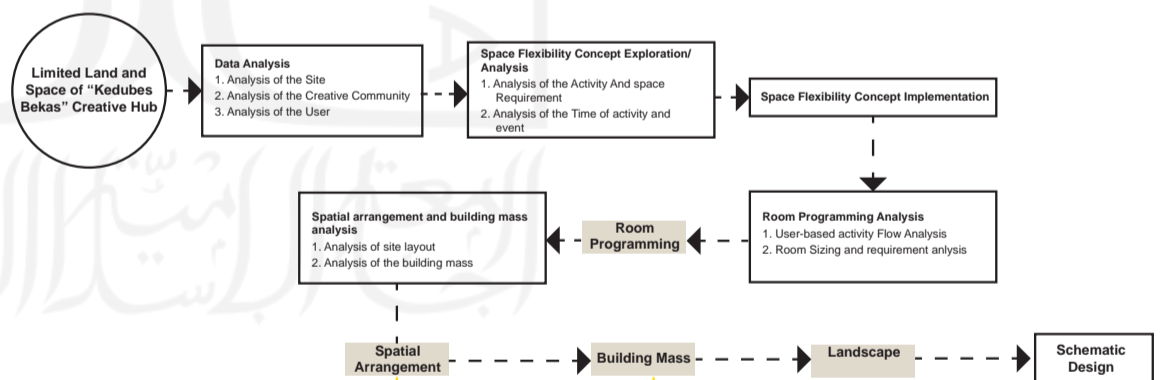 Limited Land and
Space of “Kedubes
Bekas” Creative Hub
Data Analysis
1. Analysis of the Site
2. Analysis of the Creative Community
3. Analysis of the User
Space Flexibility Concept Exploration/
Analysis
1. Analysis of the Activity And space
Requirement
2. Analysis of the Time of activity and
event
Space Flexibility Concept Implementation
Room Programming Analysis
1. User-based activity Flow Analysis
2. Room Sizing and requirement anlysis
Room
Programming
Spatial arrangement and building mass
analysis
1. Analysis of site layout
2. Analysis of the building mass
Spatial
Arrangement
Building Mass
Landscape
Schematic
Design